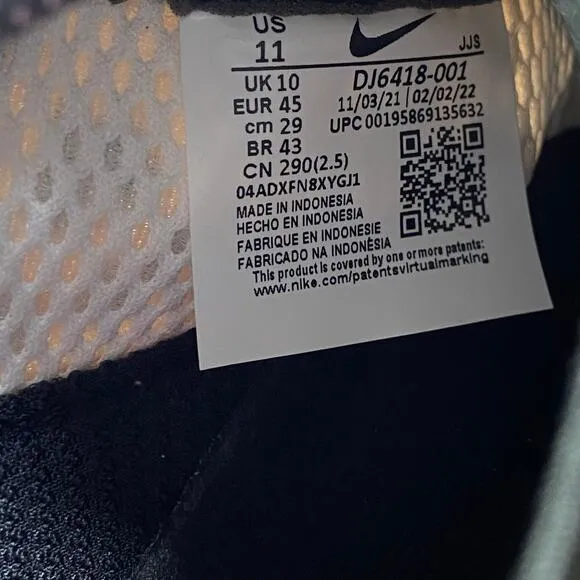 US
11
JJS
UK 10
DJ6418-001
EUR 45
11/03/21 | 02/02/22
cm 29
UPC 00195869135632
BR 43
CN 290(2.5)
04ADXFN8XYGJ1
MADE IN INDONESIA
HECHO EN INDONESIA
FABRIQUE EN INDONESIE
FABRICADO NA INDONÈSIA
This product is covered by one or more patents:
www.nike.com/patentsvirtualmarking